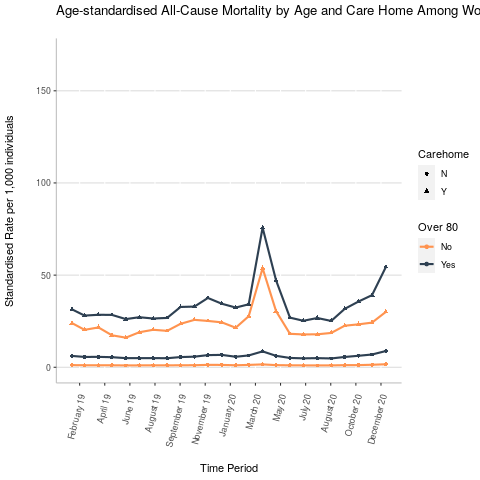 Age-standardised All-Cause Mortality by Age and Care Home Among Wo
Standardised Rate per 1,000 individuals
150
100
50
0
February 19
April 19
June 19
August 19
September 19
November 19
January 20
March 20
May 20
July 20
August 20
October 20
December 20
Time Period
Carehome
N
Y
Over 80
No
Yes